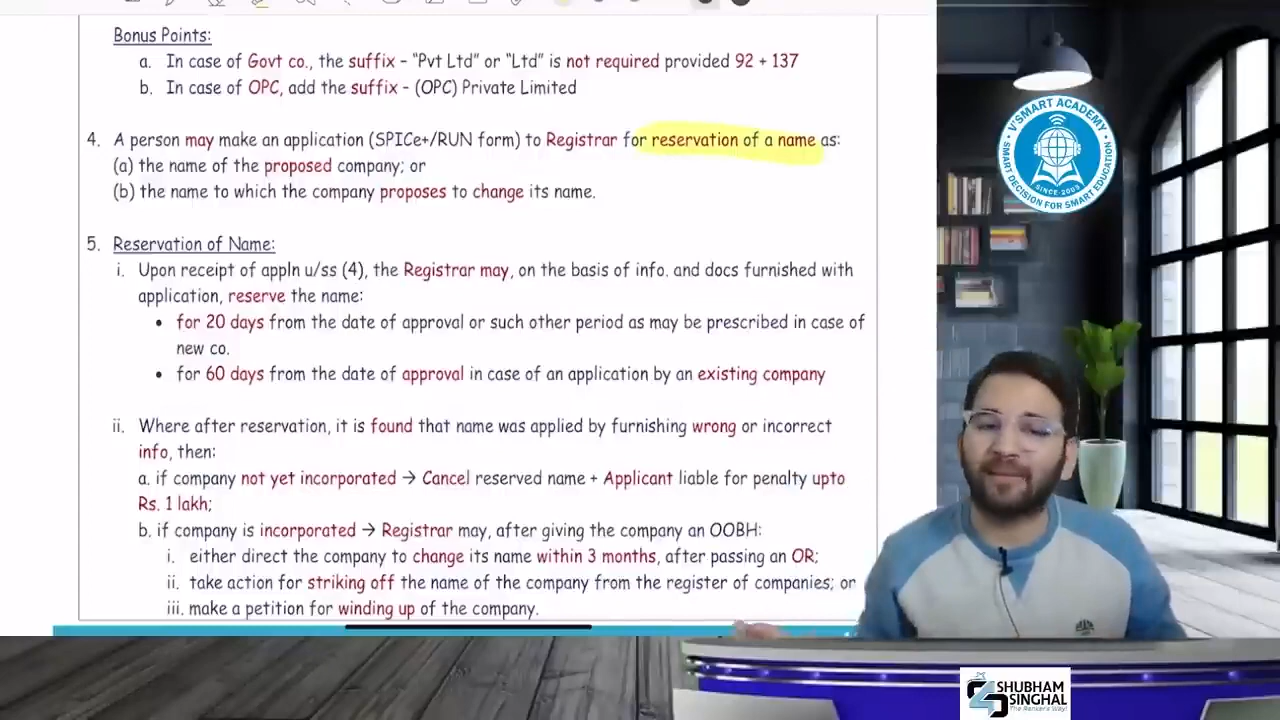 Bonus Points:
a. In case of Govt co., the suffix – "Pvt Ltd" or "Ltd" is not required provided 92 + 137
b. In case of OPC, add the suffix – (OPC) Private Limited
4. A person may make an application (SPICe+/RUN form) to Registrar for reservation of a name as:
(a) the name of the proposed company; or
(b) the name to which the company proposes to change its name.
5. Reservation of Name:
i. Upon receipt of appln u/ss (4), the Registrar may, on the basis of info. and docs furnished with
application, reserve the name:
• for 20 days from the date of approval or such other period as may be prescribed in case of
new co.
• for 60 days from the date of approval in case of an application by an existing company
ii. Where after reservation, it is found that name was applied by furnishing wrong or incorrect
info, then:
a. if company not yet incorporated → Cancel reserved name + Applicant liable for penalty upto
Rs. 1 lakh;
b. if company is incorporated → Registrar may, after giving the company an OOBH:
i. either direct the company to change its name within 3 months, after passing an OR;
ii. take action for striking off the name of the company from the register of companies; or
iii. make a petition for winding up of the company.
V'SMART ACADEMY
SINCE-2003
SMART DECISION FOR SMART EDUCATION
SHUBHAM
SINGHAL
The Ranker's Way!